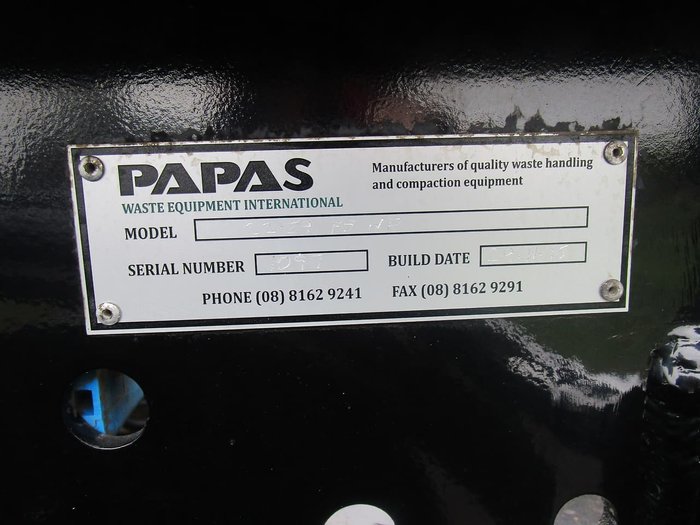 PAPAS
WASTE EQUIPMENT INTERNATIONAL
Manufacturers of quality waste handling
and compaction equipment
MODEL
SERIAL NUMBER
BUILD DATE
PHONE (08) 8162 9241 FAX (08) 8162 9291